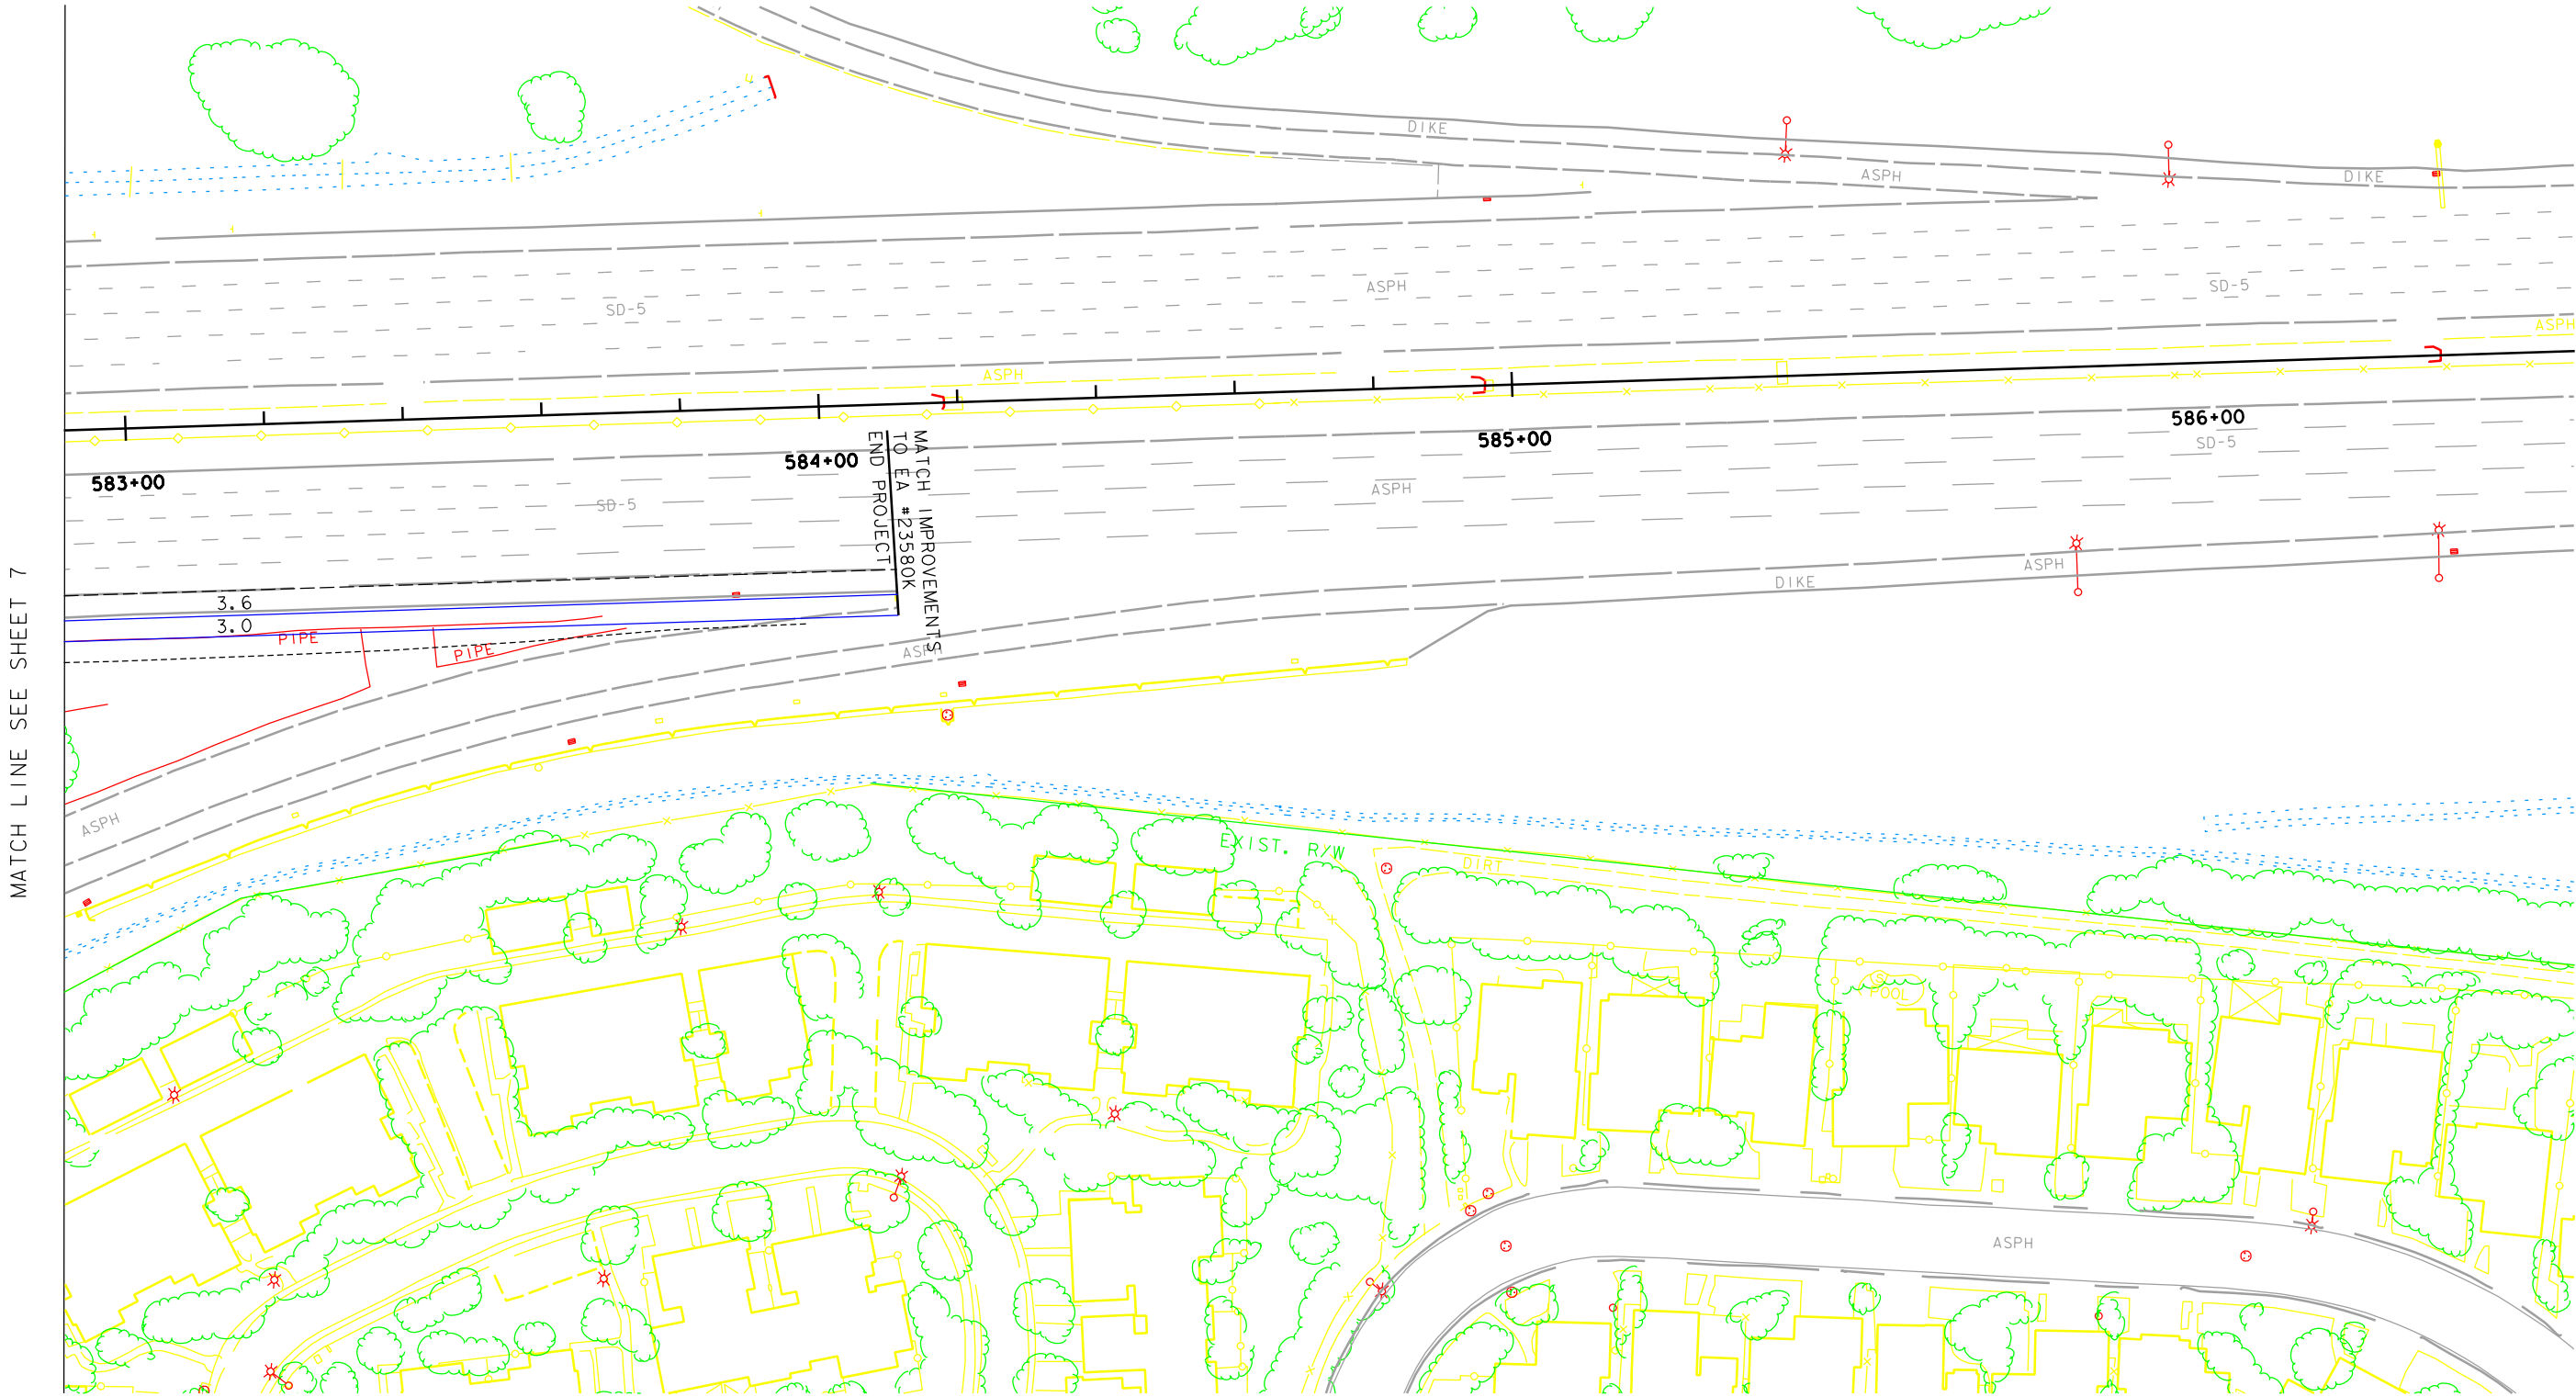 DIKE
ASPH
DIKE
SD-5
ASPH
SD-5
ASPH
ASPH
583+00
584+00
585+00
586+00
SD-5
SD-5
ASPH
MATCH IMPROVEMENTS
TO EA #23580K
END PROJECT
3.6
3.0
PIPE
PIPE
ASPH
DIKE
ASPH
MATCH LINE SEE SHEET 7
ASPH
EXIST. R/W
DIRT
S
POOL
ASPH